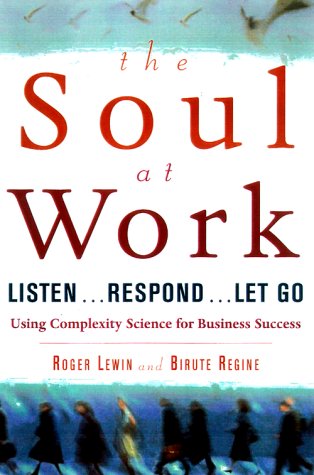 the
Soul
at
Work
LISTEN...RESPOND...LET GO
Using Complexity Science for Business Success
ROGER LEWIN and BIRUTE REGINE